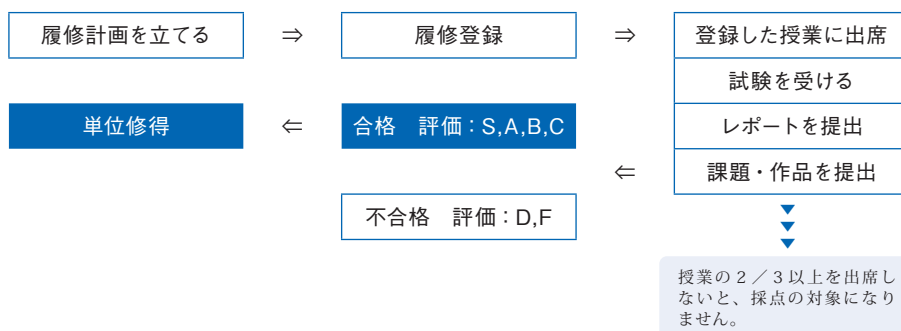 履修計画を立てる
⇒
履修登録
⇒
登録した授業に出席
試験を受ける
レポートを提出
課題・作品を提出
⇐
合格　評価：S,A,B,C
不合格　評価：D,F
⇐
単位修得
授業の２／３以上を出席し
ないと、採点の対象になり
ません。